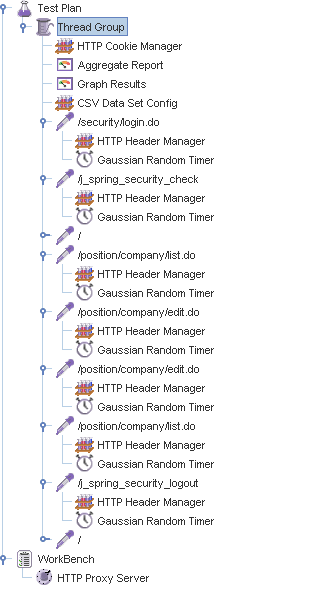 Test Plan
Thread Group
HTTP Cookie Manager
Aggregate Report
Graph Results
CSV Data Set Config
/security/login.do
HTTP Header Manager
Gaussian Random Timer
/j_spring_security_check
HTTP Header Manager
Gaussian Random Timer
/
/position/company/list.do
HTTP Header Manager
Gaussian Random Timer
/position/company/edit.do
HTTP Header Manager
Gaussian Random Timer
/position/company/edit.do
HTTP Header Manager
Gaussian Random Timer
/position/company/list.do
HTTP Header Manager
Gaussian Random Timer
/j_spring_security_logout
HTTP Header Manager
Gaussian Random Timer
/
WorkBench
HTTP Proxy Server